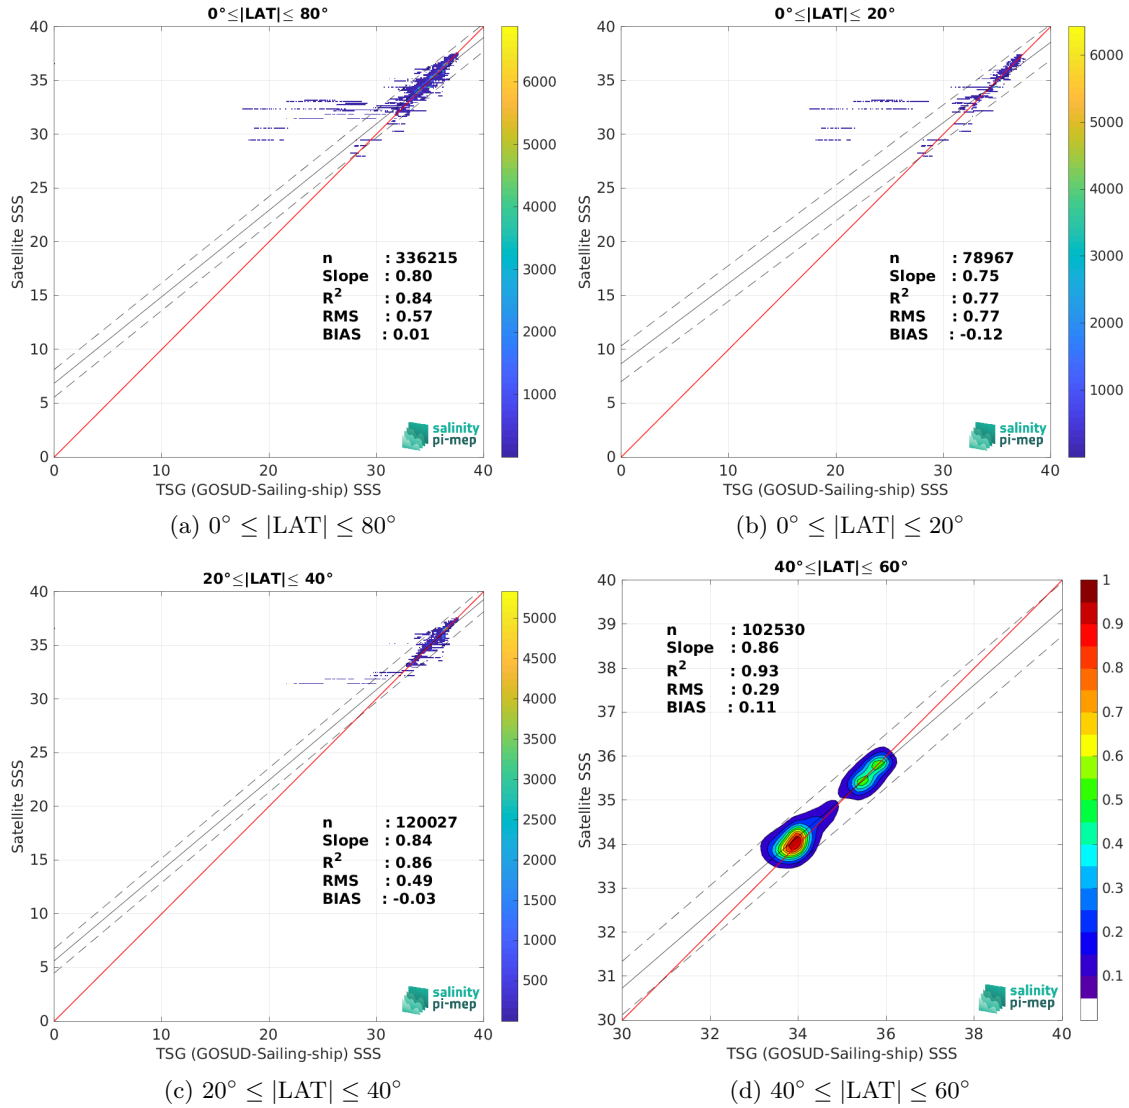 0°≤|LAT|≤ 80°
40
35
30
25
20
15
10
5
0
Satellite SSS
n : 336215
Slope : 0.80
R² : 0.84
RMS : 0.57
BIAS : 0.01
salinity
pi-mep
0 10 20 30 40
TSG (GOSUD-Sailing-ship) SSS
6000
5000
4000
3000
2000
1000
(a) 0° ≤ |LAT| ≤ 80°
0°≤|LAT|≤ 20°
40
35
30
25
20
15
10
5
0
Satellite SSS
n : 78967
Slope : 0.75
R² : 0.77
RMS : 0.77
BIAS : -0.12
salinity
pi-mep
0 10 20 30 40
TSG (GOSUD-Sailing-ship) SSS
6000
5000
4000
3000
2000
1000
(b) 0° ≤ |LAT| ≤ 20°
20°≤|LAT|≤ 40°
40
35
30
25
20
15
10
5
0
Satellite SSS
n : 120027
Slope : 0.84
R² : 0.86
RMS : 0.49
BIAS : -0.03
salinity
pi-mep
0 10 20 30 40
TSG (GOSUD-Sailing-ship) SSS
5000
4500
4000
3500
3000
2500
2000
1500
1000
500
(c) 20° ≤ |LAT| ≤ 40°
40°≤|LAT|≤ 60°
40
39
38
37
36
35
34
33
32
31
30
Satellite SSS
n : 102530
Slope : 0.86
R² : 0.93
RMS : 0.29
BIAS : 0.11
salinity
pi-mep
30 32 34 36 38 40
TSG (GOSUD-Sailing-ship) SSS
1
0.9
0.8
0.7
0.6
0.5
0.4
0.3
0.2
0.1
(d) 40° ≤ |LAT| ≤ 60°